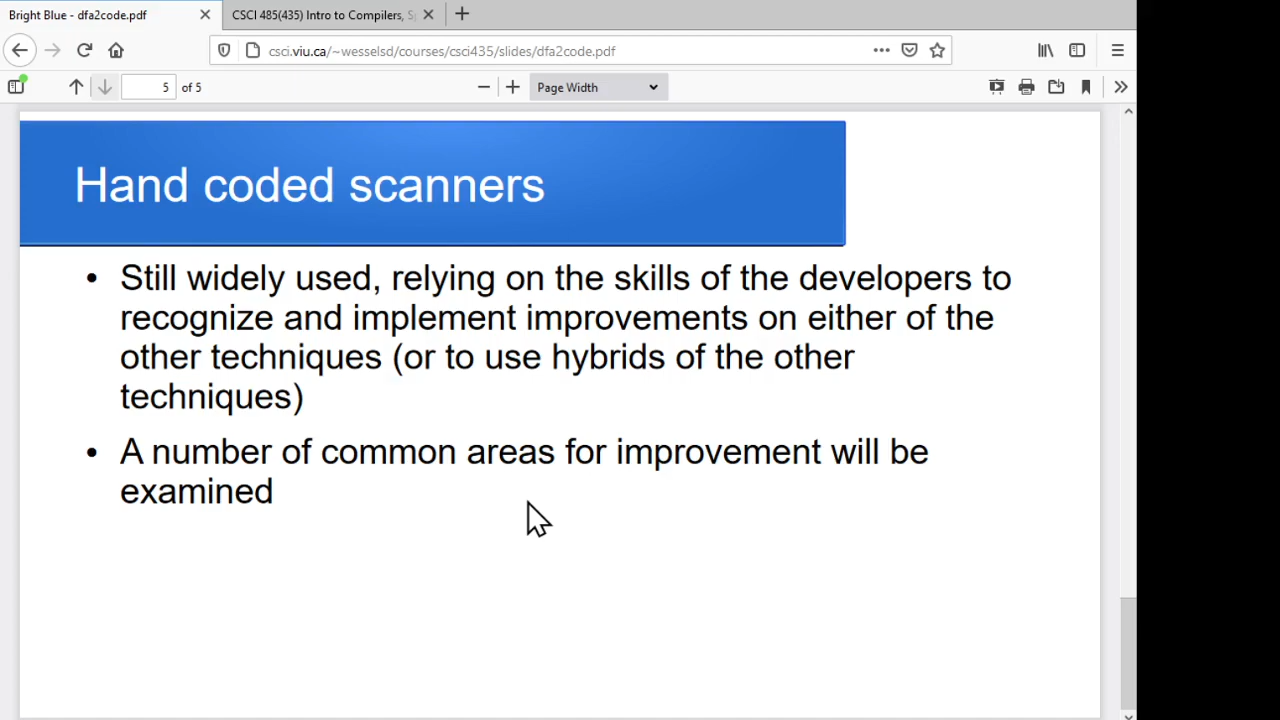 Bright Blue - dfa2code.pdf
CSCI 485(435) Intro to Compilers, S
csci.viu.ca/~wesselsd/courses/csci435/slides/dfa2code.pdf
5 of 5
Page Width
Hand coded scanners
• Still widely used, relying on the skills of the developers to
recognize and implement improvements on either of the
other techniques (or to use hybrids of the other
techniques)
• A number of common areas for improvement will be
examined